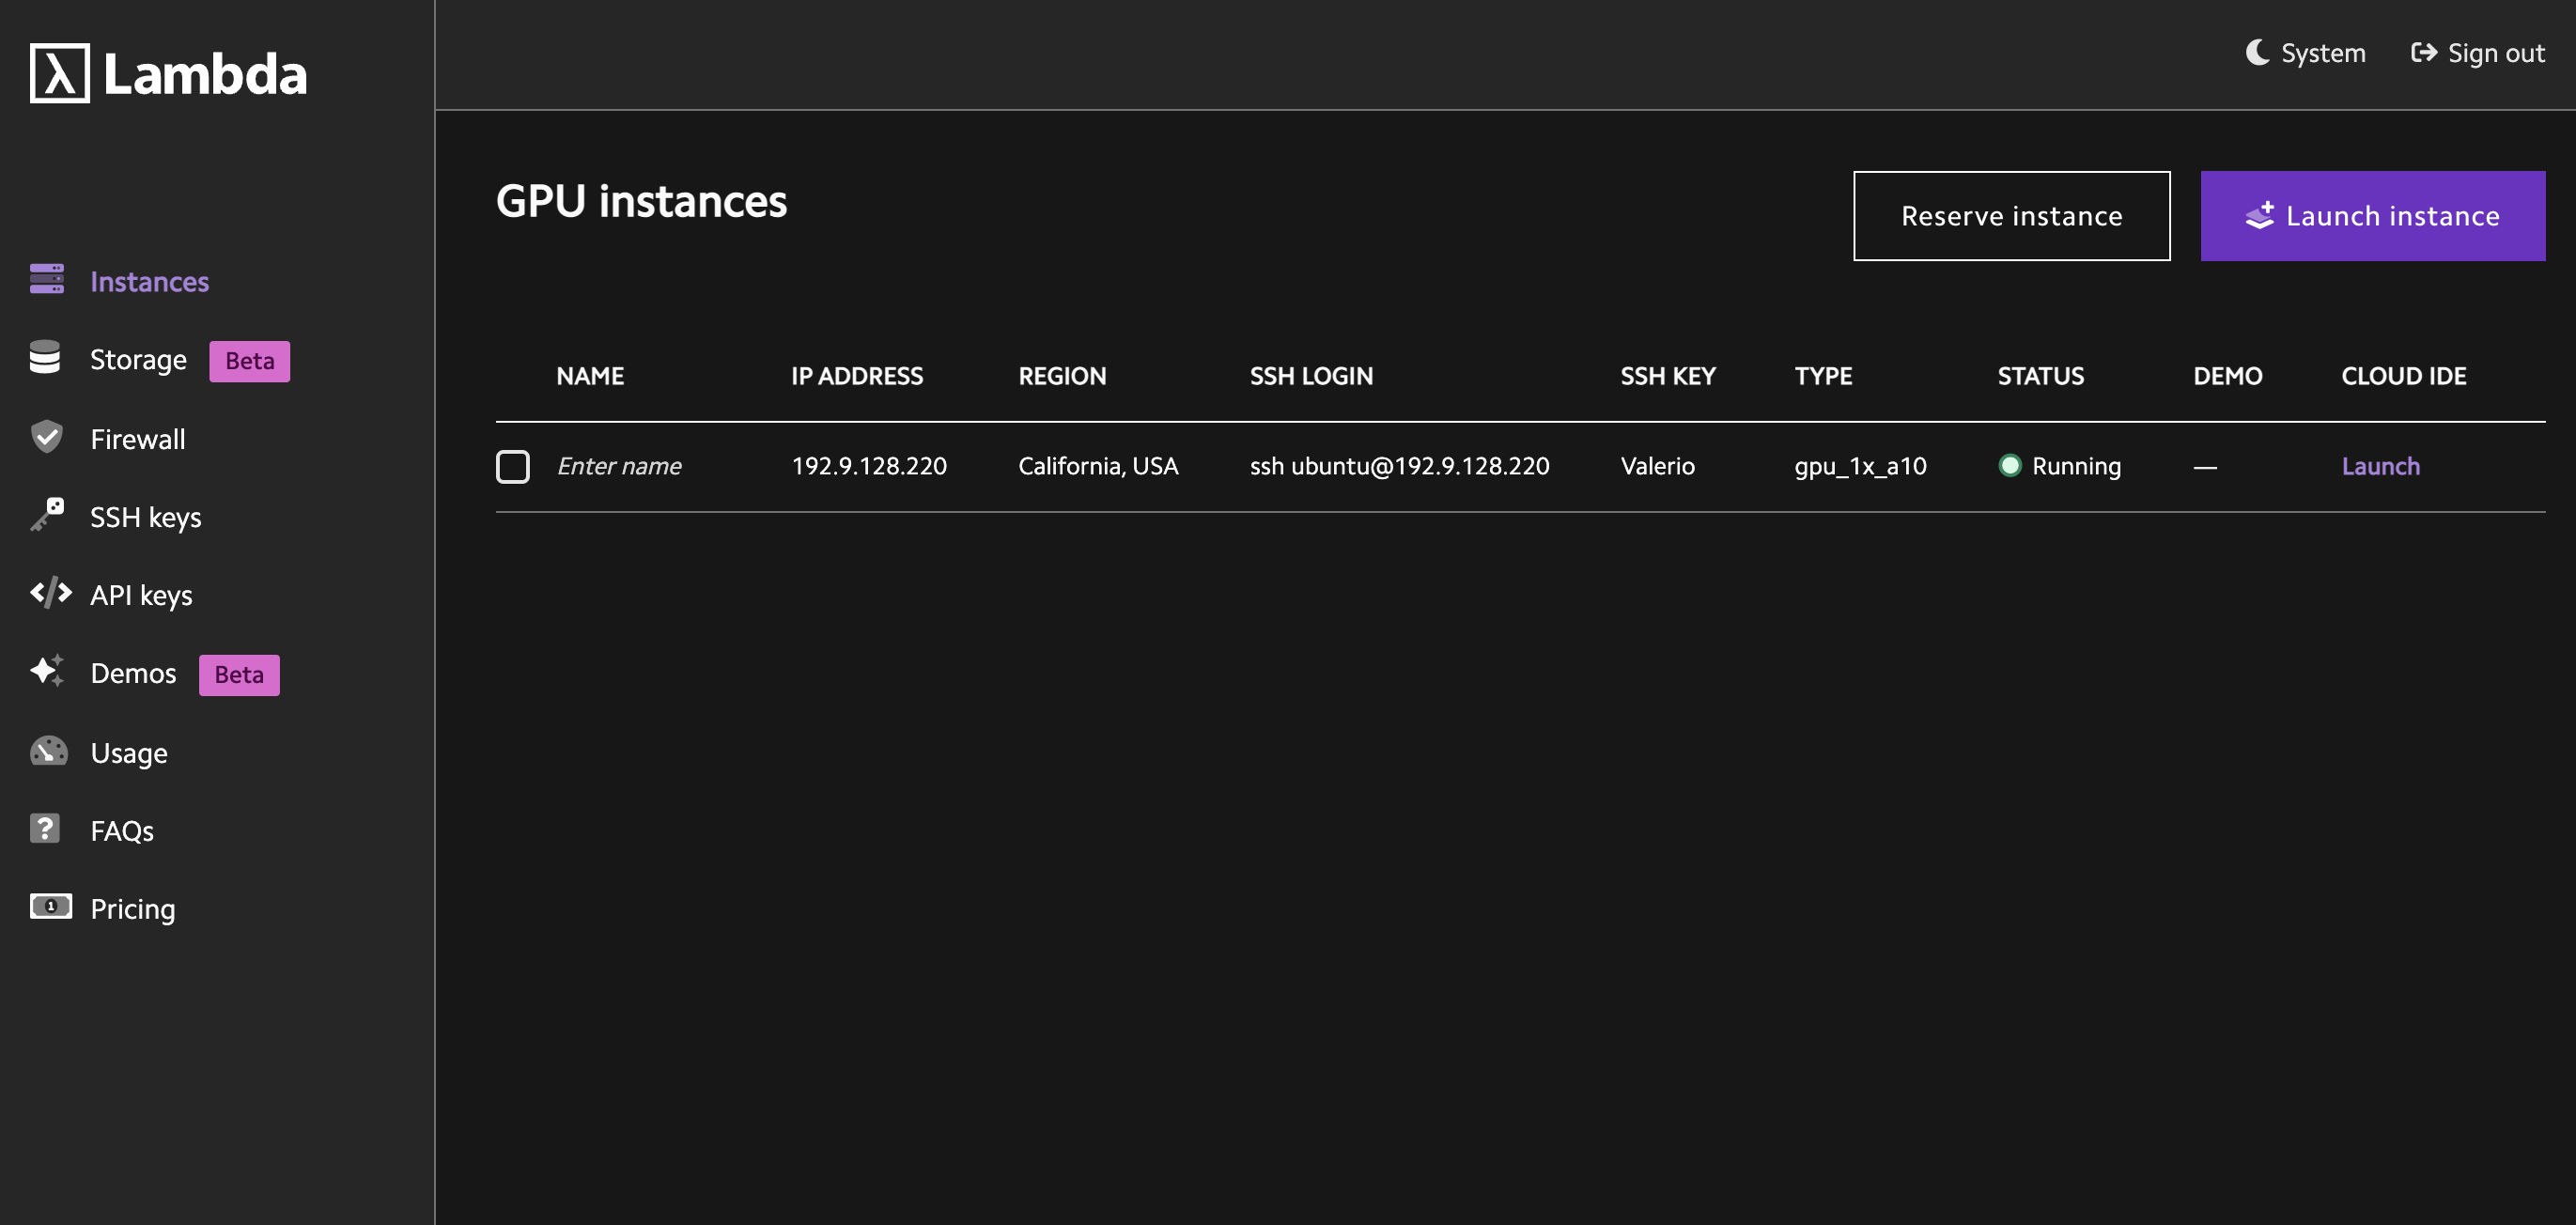 λ Lambda
System Sign out
Instances
Storage Beta
Firewall
SSH keys
API keys
Demos Beta
Usage
? FAQs
1 Pricing
GPU instances
Reserve instance Launch instance
NAME IP ADDRESS REGION SSH LOGIN SSH KEY TYPE STATUS DEMO CLOUD IDE
Enter name 192.9.128.220 California, USA ssh ubuntu@192.9.128.220 Valerio gpu_1x_a10 Running — Launch